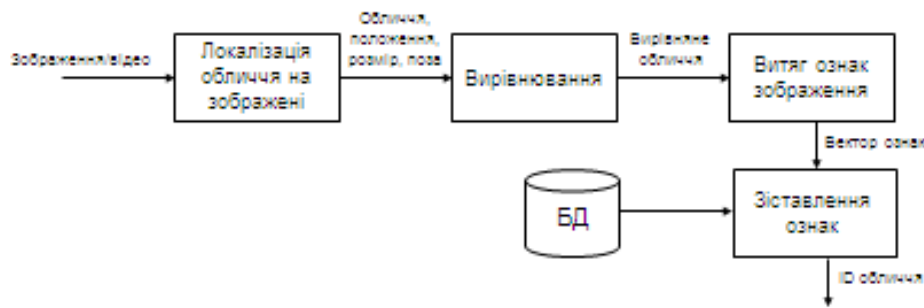 Зображення/відео
Локалізація
обличчя на
зображені
Обличчя,
положення,
розмір, поза
Вирівнювання
Вирівняне
обличчя
Витяг ознак
зображення
Вектор ознак
БД
Зіставлення
ознак
ID обличчя